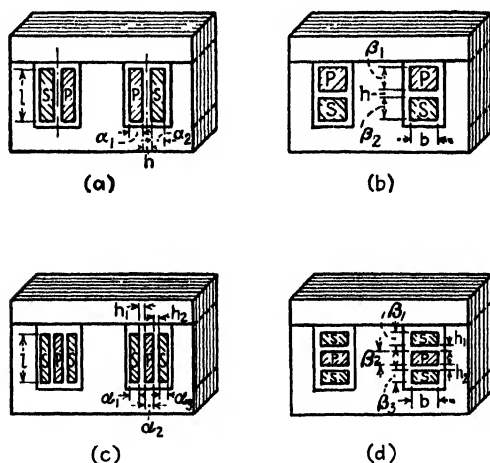 l S P P S α₁ h α₂
(a)
β₁ P P h S S β₂ b
(b)
h₁ h₂ l S P S S P S α₁ α₂ α₃
(c)
β₁ S S h₁ P P β₂ h₂ S S β₃ b
(d)